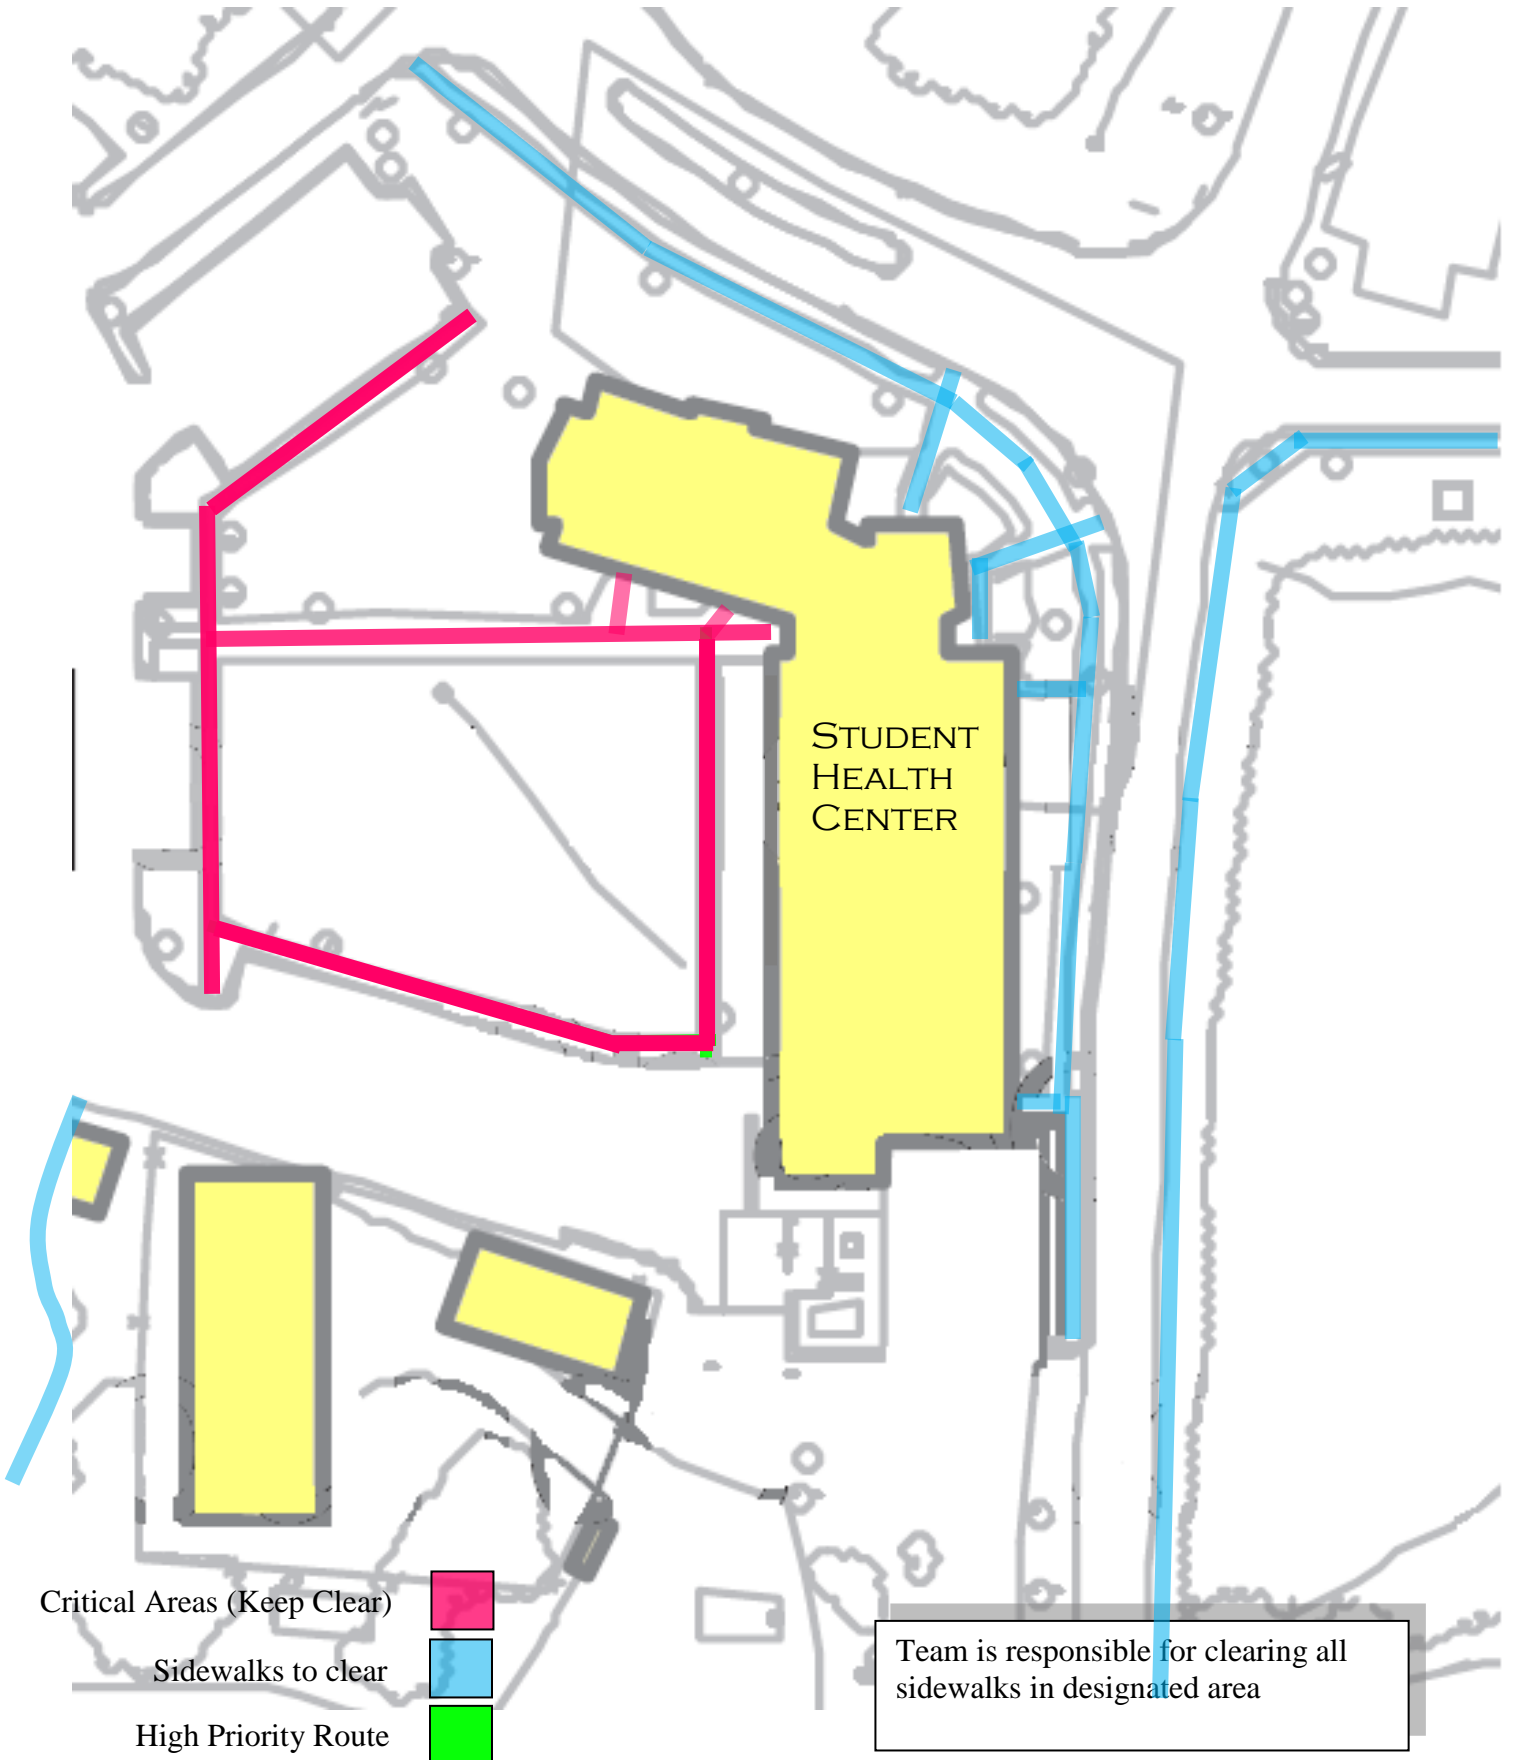 STUDENT
HEALTH
CENTER
Critical Areas (Keep Clear)
Sidewalks to clear
High Priority Route
Team is responsible for clearing all
sidewalks in designated area